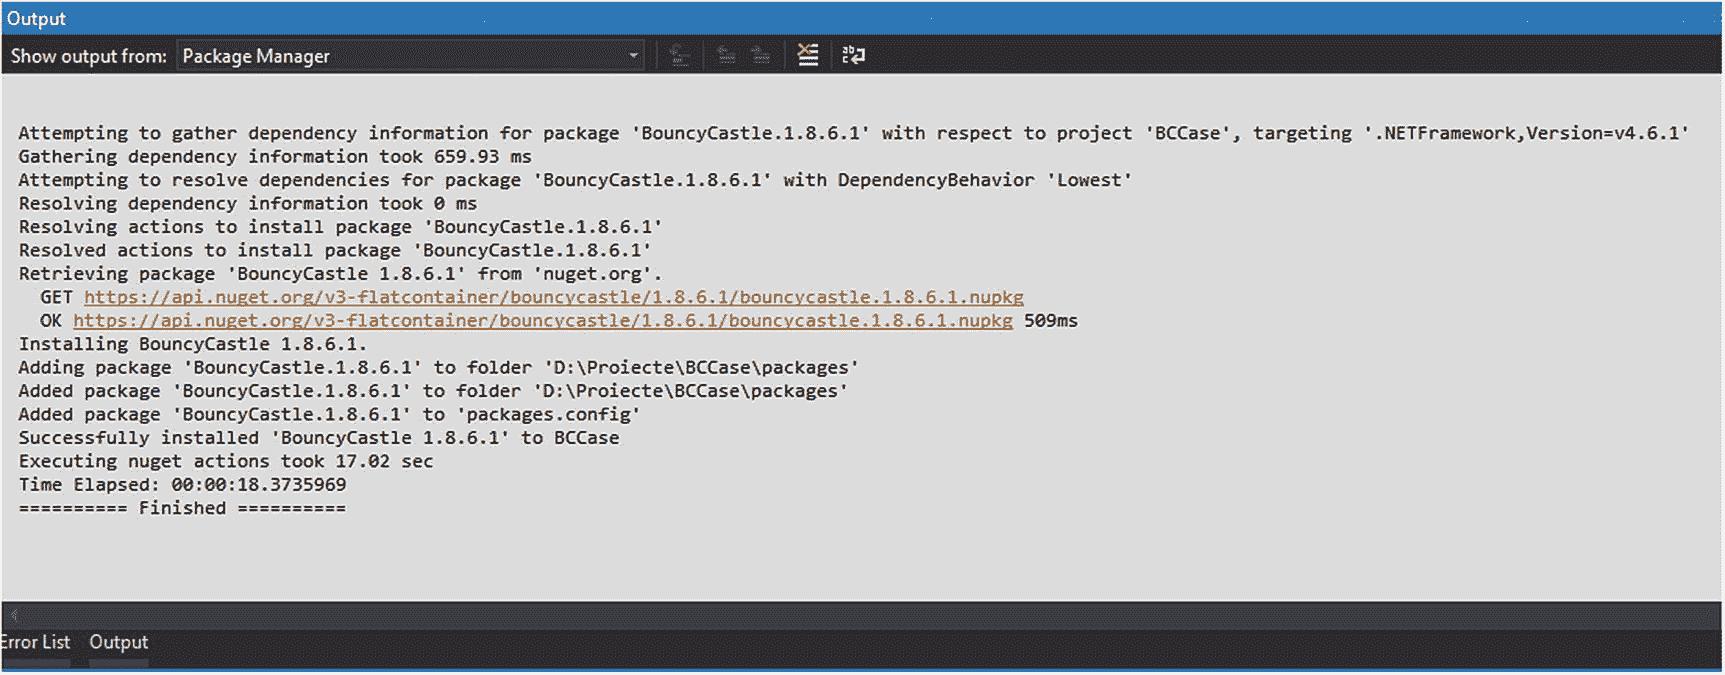 Output
Show output from: Package Manager
Attempting to gather dependency information for package 'BouncyCastle.1.8.6.1' with respect to project 'BCCase', targeting '.NETFramework,Version=v4.6.1'
Gathering dependency information took 659.93 ms
Attempting to resolve dependencies for package 'BouncyCastle.1.8.6.1' with DependencyBehavior 'Lowest'
Resolving dependency information took 0 ms
Resolving actions to install package 'BouncyCastle.1.8.6.1'
Resolved actions to install package 'BouncyCastle.1.8.6.1'
Retrieving package 'BouncyCastle 1.8.6.1' from 'nuget.org'.
GET https://api.nuget.org/v3-flatcontainer/bouncycastle/1.8.6.1/bouncycastle.1.8.6.1.nupkg
OK https://api.nuget.org/v3-flatcontainer/bouncycastle/1.8.6.1/bouncycastle.1.8.6.1.nupkg 509ms
Installing BouncyCastle 1.8.6.1.
Adding package 'BouncyCastle.1.8.6.1' to folder 'D:\Proiecte\BCCase\packages'
Added package 'BouncyCastle.1.8.6.1' to folder 'D:\Proiecte\BCCase\packages'
Added package 'BouncyCastle.1.8.6.1' to 'packages.config'
Successfully installed 'BouncyCastle 1.8.6.1' to BCCase
Executing nuget actions took 17.02 sec
Time Elapsed: 00:00:18.3735969
========== Finished ==========
Error List Output